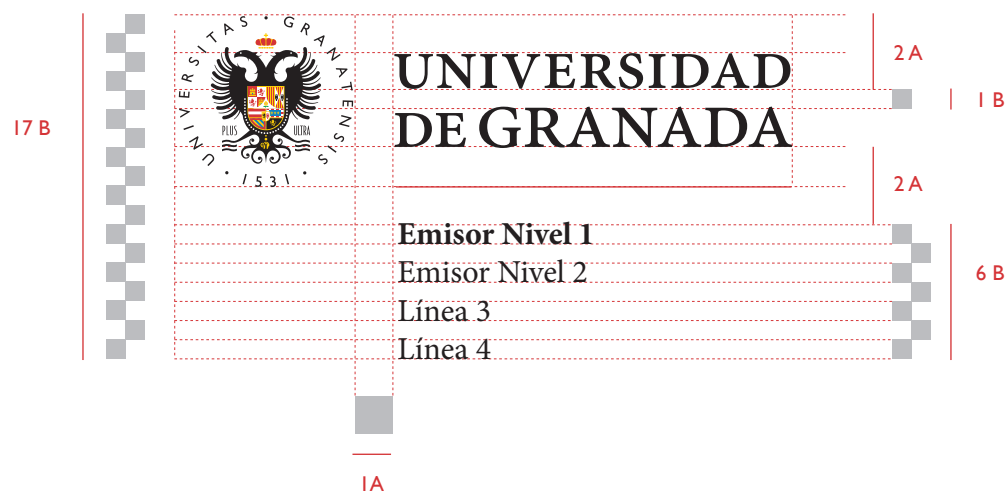 UNIVERSITAS · GRANATENSIS
· 1531 ·
PLUS ULTRA
UNIVERSIDAD
DE GRANADA
2 A
1 B
17 B
2 A
Emisor Nivel 1
Emisor Nivel 2
Línea 3
Línea 4
6 B
1A